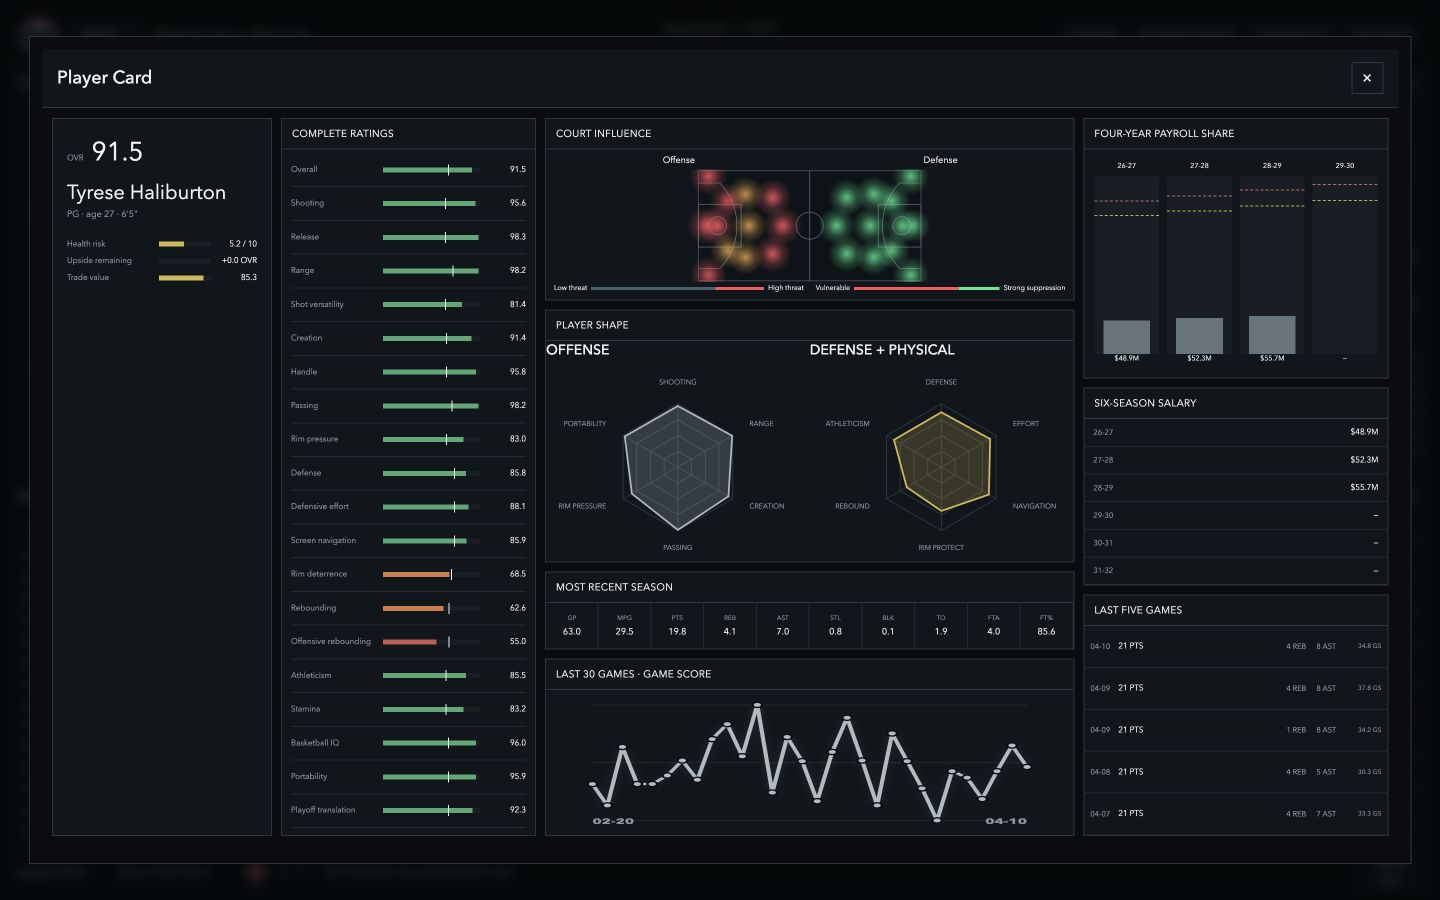 Player Card
×
OVR 91.5
Tyrese Haliburton
PG · age 27 · 6'5"
Health risk 5.2 / 10
Upside remaining +0.0 OVR
Trade value 85.3
COMPLETE RATINGS
Overall 91.5
Shooting 95.6
Release 98.3
Range 98.2
Shot versatility 81.4
Creation 91.4
Handle 95.8
Passing 98.2
Rim pressure 83.0
Defense 85.8
Defensive effort 88.1
Screen navigation 85.9
Rim deterrence 68.5
Rebounding 62.6
Offensive rebounding 55.0
Athleticism 85.5
Stamina 83.2
Basketball IQ 96.0
Portability 95.9
Playoff translation 92.3
COURT INFLUENCE
Offense Defense
Low threat High threat Vulnerable Strong suppression
PLAYER SHAPE
OFFENSE
SHOOTING
PORTABILITY RANGE
RIM PRESSURE CREATION
PASSING
DEFENSE + PHYSICAL
DEFENSE
ATHLETICISM EFFORT
REBOUND NAVIGATION
RIM PROTECT
MOST RECENT SEASON
GP MPG PTS REB AST STL BLK TO FTA FT%
63.0 29.5 19.8 4.1 7.0 0.8 0.1 1.9 4.0 85.6
LAST 30 GAMES · GAME SCORE
02-20 04-10
FOUR-YEAR PAYROLL SHARE
26-27 27-28 28-29 29-30
$48.9M $52.3M $55.7M –
SIX-SEASON SALARY
26-27 $48.9M
27-28 $52.3M
28-29 $55.7M
29-30 –
30-31 –
31-32 –
LAST FIVE GAMES
04-10 21 PTS 4 REB 8 AST 34.8 GS
04-09 21 PTS 4 REB 8 AST 37.8 GS
04-09 21 PTS 1 REB 8 AST 34.2 GS
04-08 21 PTS 4 REB 5 AST 30.3 GS
04-07 21 PTS 4 REB 7 AST 33.3 GS